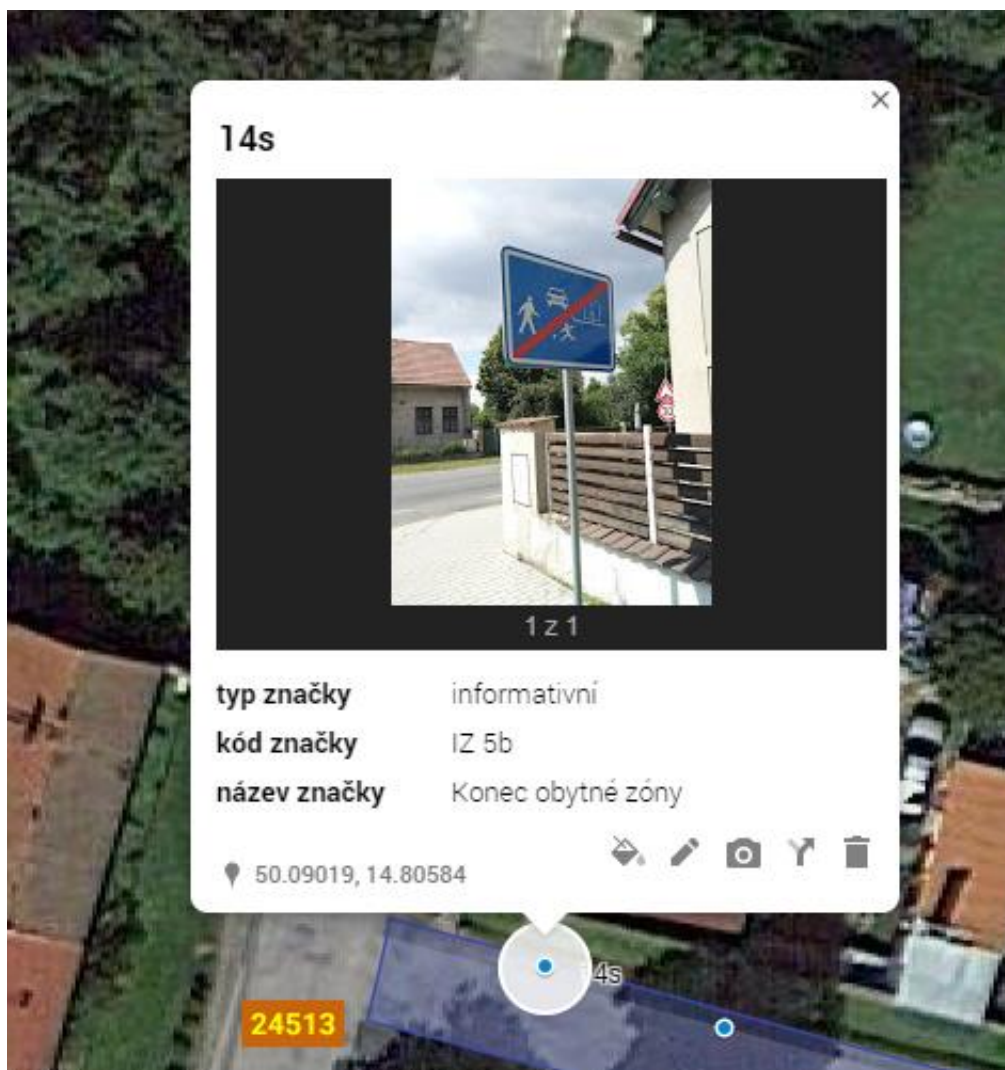 14s
1 z 1
typ značky informativní
kód značky IZ 5b
název značky Konec obytné zóny
50.09019, 14.80584
4s
24513